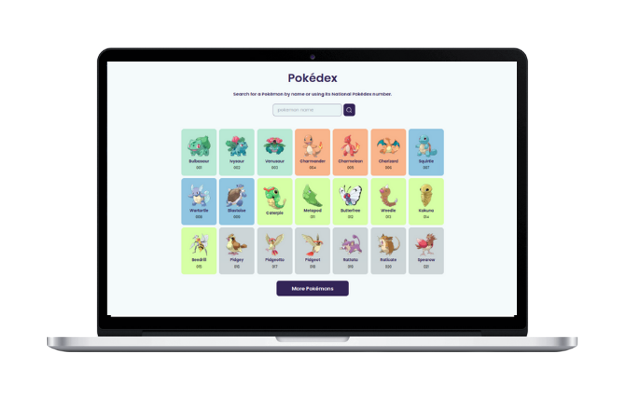 Pokédex
Search for a Pokémon by name or using its National Pokédex number.
pokemon name
Bulbasaur Ivysaur Venusaur Charmander Charmeleon Charizard Squirtle
001 002 003 004 005 006 007
Wartortle Blastoise Caterpie Metapod Butterfree Weedle Kakuna
008 009 010 011 012 013 014
Beedrill Pidgey Pidgeotto Pidgeot Rattata Raticate Spearow
015 016 017 018 019 020 021
More Pokémons